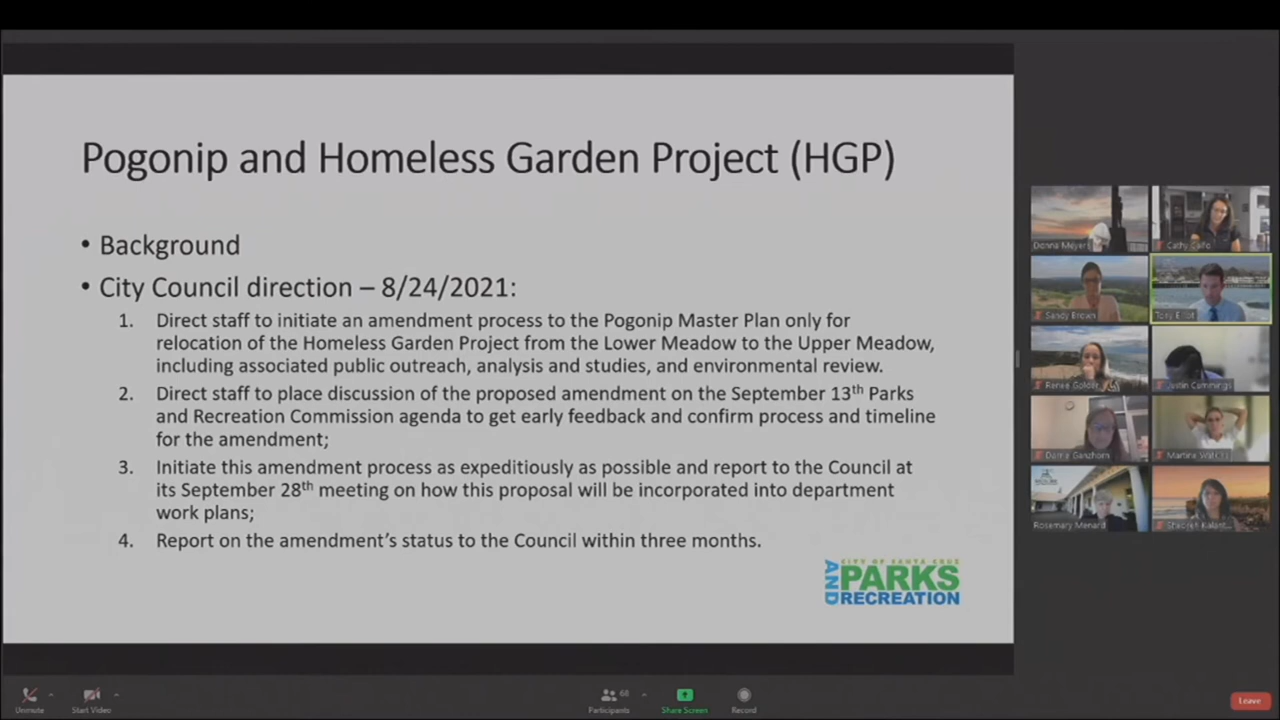 Pogonip and Homeless Garden Project (HGP)
• Background
• City Council direction – 8/24/2021:
1. Direct staff to initiate an amendment process to the Pogonip Master Plan only for
relocation of the Homeless Garden Project from the Lower Meadow to the Upper Meadow,
including associated public outreach, analysis and studies, and environmental review.
2. Direct staff to place discussion of the proposed amendment on the September 13th Parks
and Recreation Commission agenda to get early feedback and confirm process and timeline
for the amendment;
3. Initiate this amendment process as expeditiously as possible and report to the Council at
its September 28th meeting on how this proposal will be incorporated into department
work plans;
4. Report on the amendment's status to the Council within three months.
CITY OF SANTA CRUZ
PARKS
AND
RECREATION
Donna Meyers
Cathy Calfo
Sandy Brown
Tony Elliot
Renee Golder
Justin Cummings
Martine Watkins
Rosemary Menard
Shebreh Kalant...
Unmute
Start Video
68
Participants
Share Screen
Record
Leave